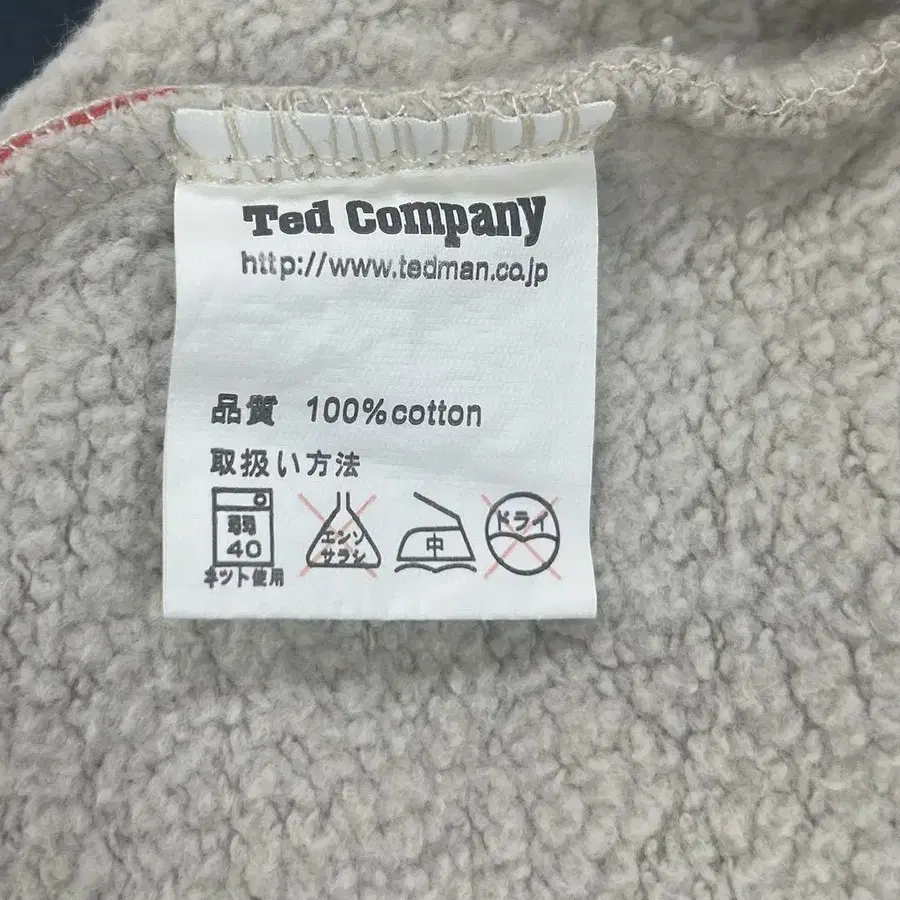 Ted Company
http://www.tedman.co.jp
品質 100%cotton
取扱い方法
弱 40
エンソサラシ
中
ドライ
ネット使用